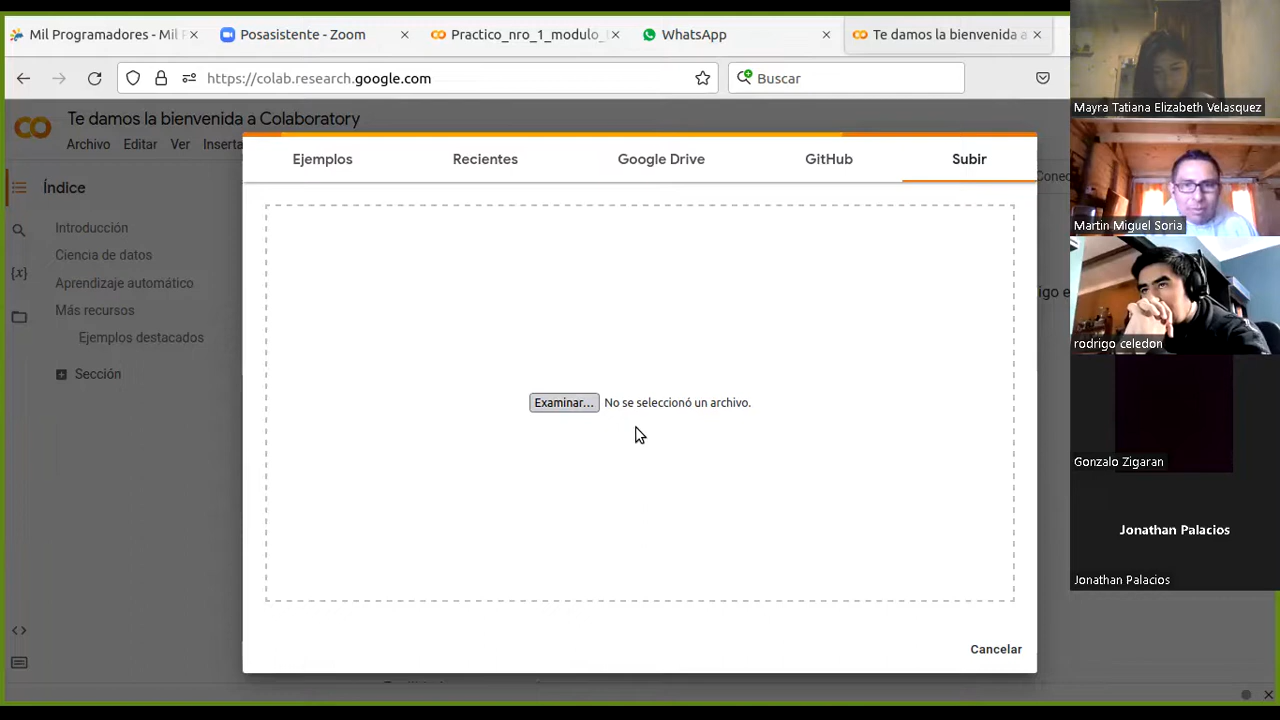 Mil Programadores - Mil
Posasistente - Zoom
Practico_nro_1_modulo_
WhatsApp
Te damos la bienvenida a
https://colab.research.google.com
Buscar
Te damos la bienvenida a Colaboratory
Archivo Editar Ver Inserta
Ejemplos
Recientes
Google Drive
GitHub
Subir
Conec
Índice
Introducción
Ciencia de datos
Aprendizaje automático
Más recursos
Ejemplos destacados
Sección
igo e
Examinar... No se seleccionó un archivo.
Cancelar
Mayra Tatiana Elizabeth Velasquez
Martin Miguel Soria
rodrigo celedon
Gonzalo Zigaran
Jonathan Palacios
Jonathan Palacios